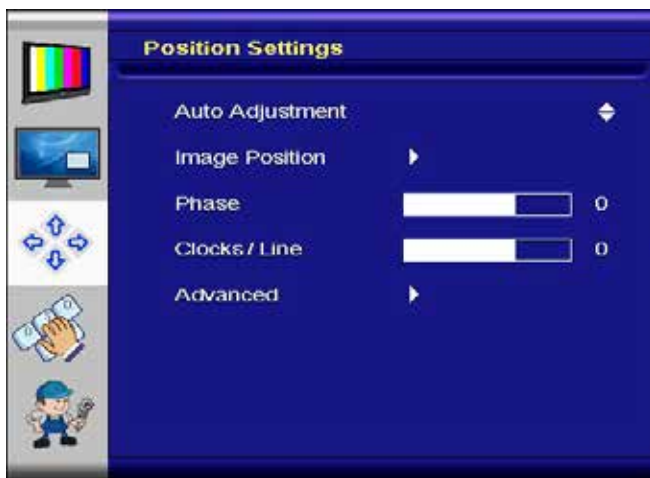 Position Settings
Auto Adjustment
Image Position
Phase 0
Clocks / Line 0
Advanced